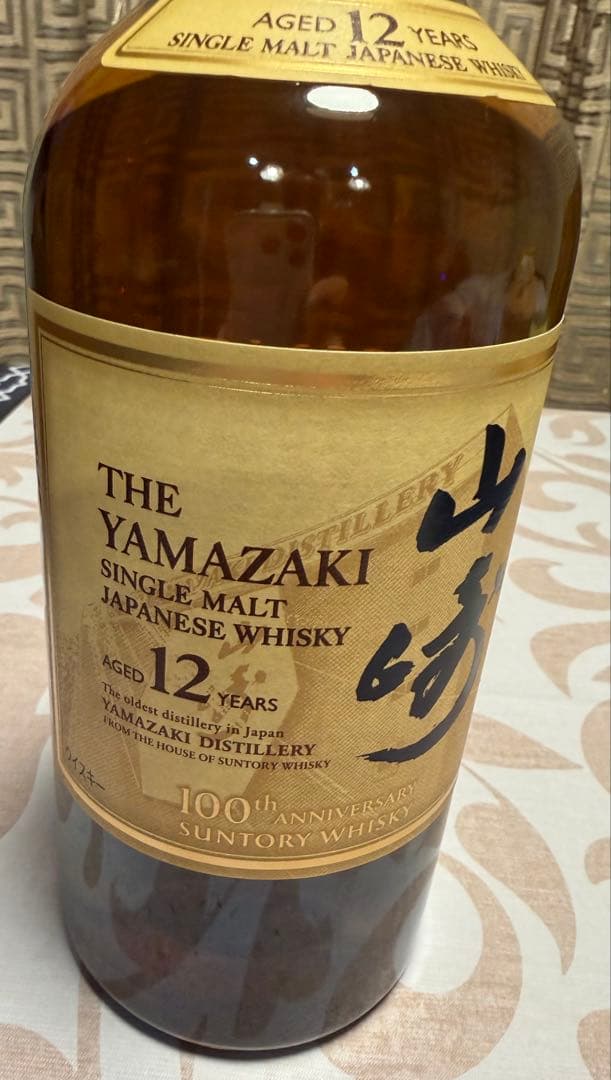 AGED 12 YEARS
SINGLE MALT JAPANESE WHISKY
THE
YAMAZAKI
SINGLE MALT
JAPANESE WHISKY
AGED 12 YEARS
The oldest distillery in Japan
YAMAZAKI DISTILLERY
FROM THE HOUSE OF SUNTORY WHISKY
山崎
DISTILLERY
ウイスキー
100th ANNIVERSARY
SUNTORY WHISKY